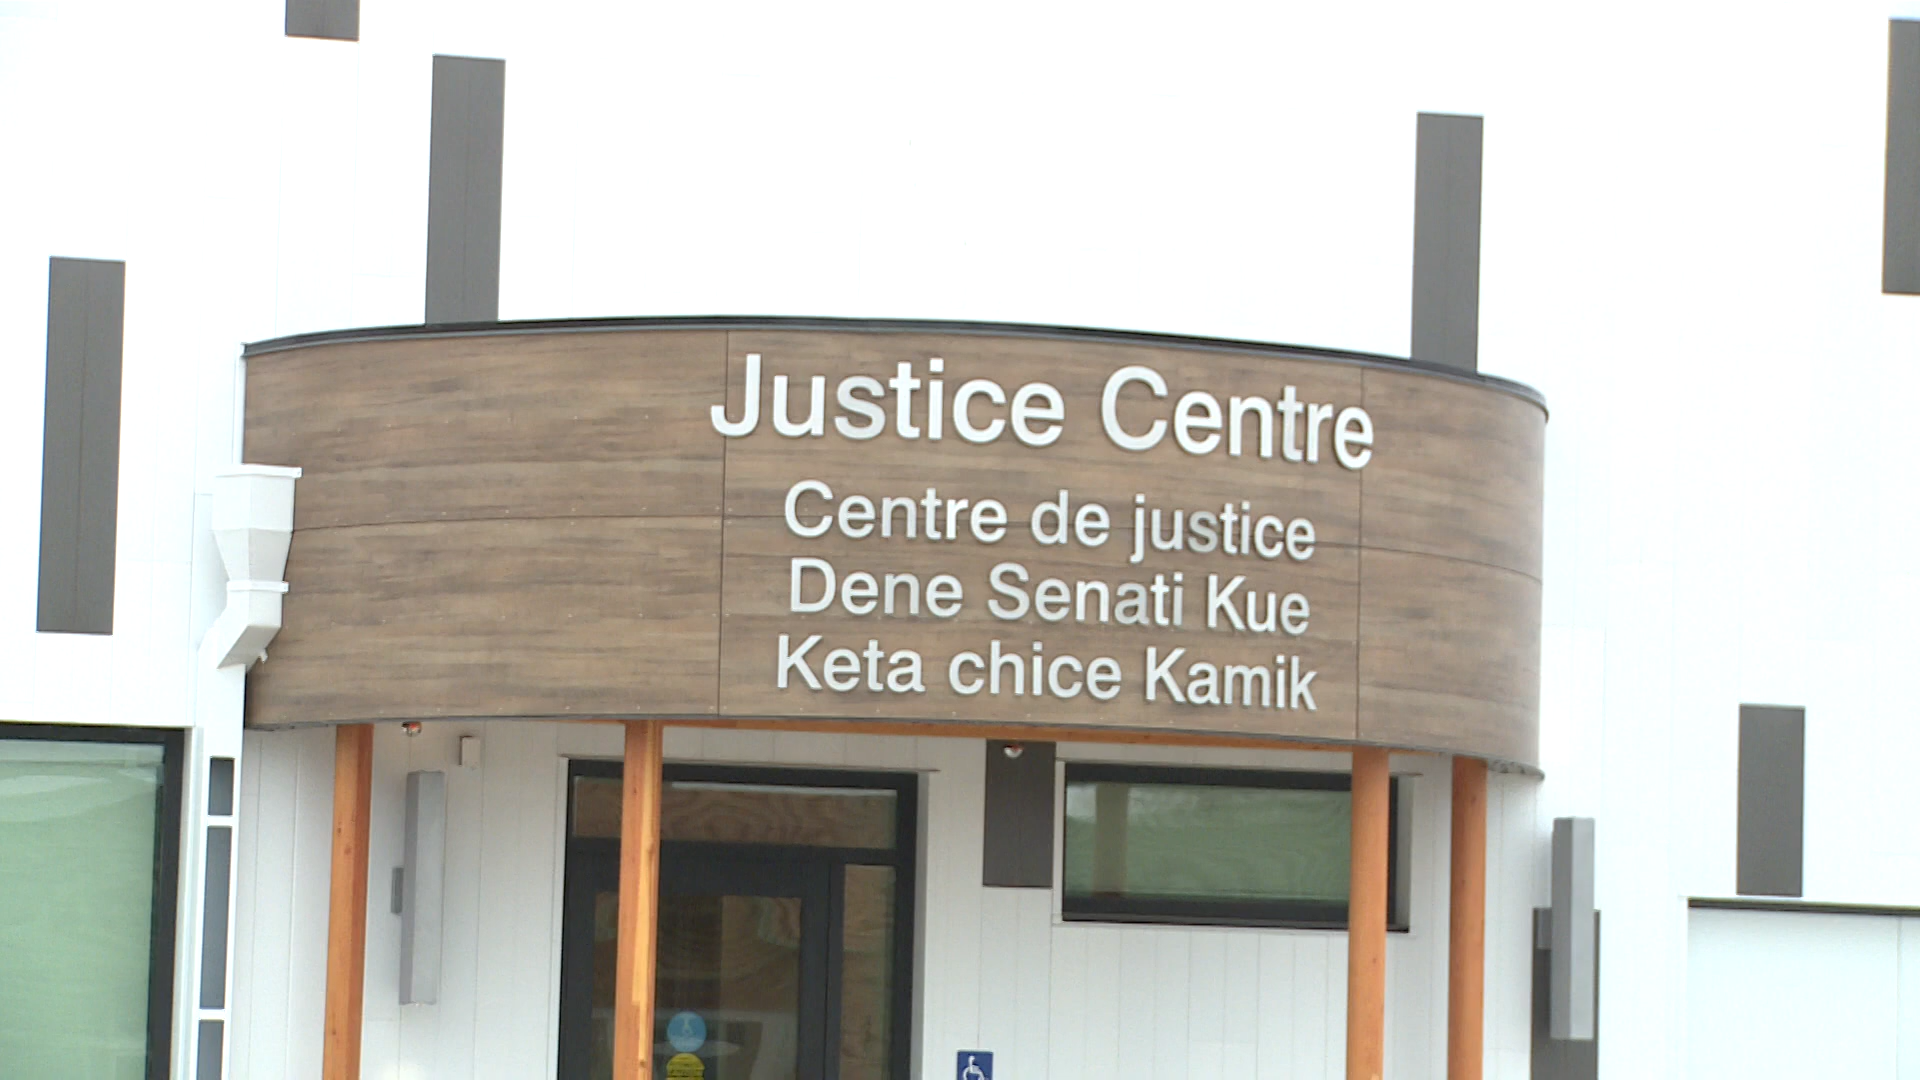 Justice Centre
Centre de justice
Dene Senati Kue
Keta chice Kamik